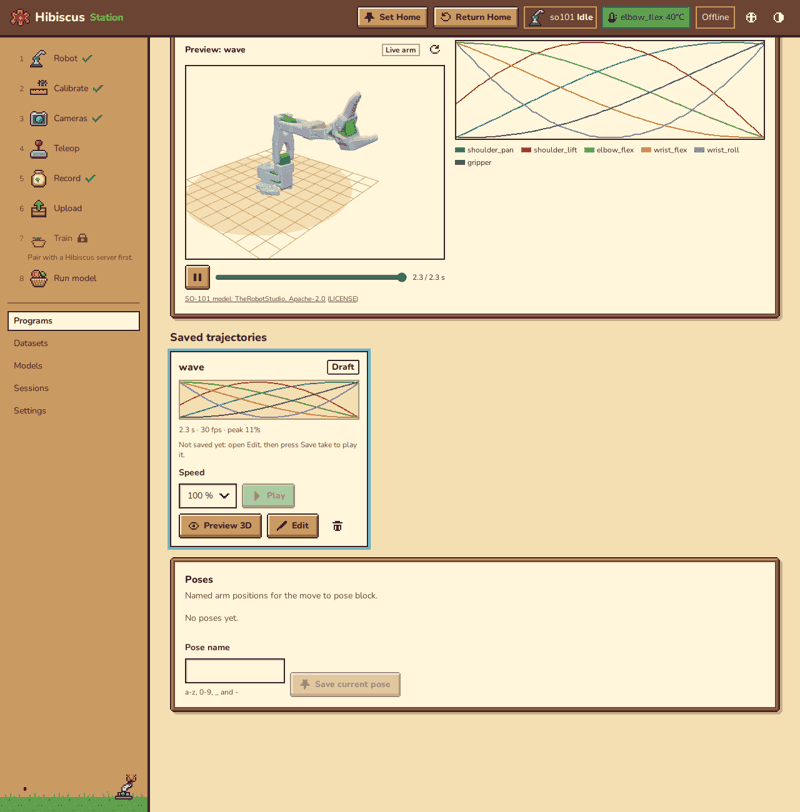 Hibiscus Station
Set Home
Return Home
so101 Idle
elbow_flex 40°C
Offline
1 Robot
2 Calibrate
3 Cameras
4 Teleop
5 Record
6 Upload
7 Train
Pair with a Hibiscus server first.
8 Run model
Programs
Datasets
Models
Sessions
Settings
Preview: wave
Live arm
2.3 / 2.3 s
SO-101 model: TheRobotStudio, Apache-2.0 (LICENSE)
shoulder_pan shoulder_lift elbow_flex wrist_flex wrist_roll
gripper
Saved trajectories
wave
Draft
2.3 s · 30 fps · peak 11%
Not saved yet: open Edit, then press Save take to play
it.
Speed
100 %
Play
Preview 3D
Edit
Poses
Named arm positions for the move to pose block.
No poses yet.
Pose name
Save current pose
a-z, 0-9, _ and -